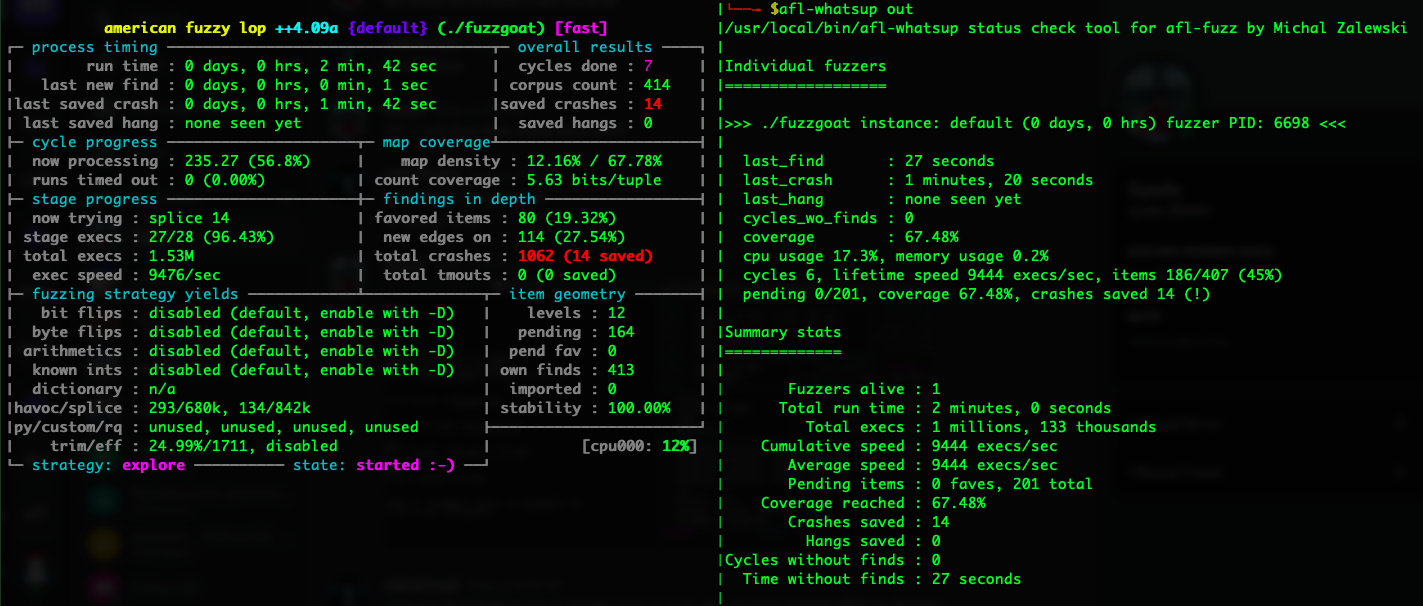 american fuzzy lop ++4.09a {default} (./fuzzgoat) [fast]
process timing overall results
run time : 0 days, 0 hrs, 2 min, 42 sec cycles done : 7
last new find : 0 days, 0 hrs, 0 min, 1 sec corpus count : 414
last saved crash : 0 days, 0 hrs, 1 min, 42 sec saved crashes : 14
last saved hang : none seen yet saved hangs : 0
cycle progress map coverage
now processing : 235.27 (56.8%) map density : 12.16% / 67.78%
runs timed out : 0 (0.00%) count coverage : 5.63 bits/tuple
stage progress findings in depth
now trying : splice 14 favored items : 80 (19.32%)
stage execs : 27/28 (96.43%) new edges on : 114 (27.54%)
total execs : 1.53M total crashes : 1062 (14 saved)
exec speed : 9476/sec total tmouts : 0 (0 saved)
fuzzing strategy yields item geometry
bit flips : disabled (default, enable with -D) levels : 12
byte flips : disabled (default, enable with -D) pending : 164
arithmetics : disabled (default, enable with -D) pend fav : 0
known ints : disabled (default, enable with -D) own finds : 413
dictionary : n/a imported : 0
havoc/splice : 293/680k, 134/842k stability : 100.00%
py/custom/rq : unused, unused, unused, unused
trim/eff : 24.99%/1711, disabled [cpu000: 12%]
strategy: explore state: started :-)
$afl-whatsup out
/usr/local/bin/afl-whatsup status check tool for afl-fuzz by Michal Zalewski
Individual fuzzers
==================
>>> ./fuzzgoat instance: default (0 days, 0 hrs) fuzzer PID: 6698 <<<
last_find : 27 seconds
last_crash : 1 minutes, 20 seconds
last_hang : none seen yet
cycles_wo_finds : 0
coverage : 67.48%
cpu usage 17.3%, memory usage 0.2%
cycles 6, lifetime speed 9444 execs/sec, items 186/407 (45%)
pending 0/201, coverage 67.48%, crashes saved 14 (!)
Summary stats
=============
Fuzzers alive : 1
Total run time : 2 minutes, 0 seconds
Total execs : 1 millions, 133 thousands
Cumulative speed : 9444 execs/sec
Average speed : 9444 execs/sec
Pending items : 0 faves, 201 total
Coverage reached : 67.48%
Crashes saved : 14
Hangs saved : 0
Cycles without finds : 0
Time without finds : 27 seconds